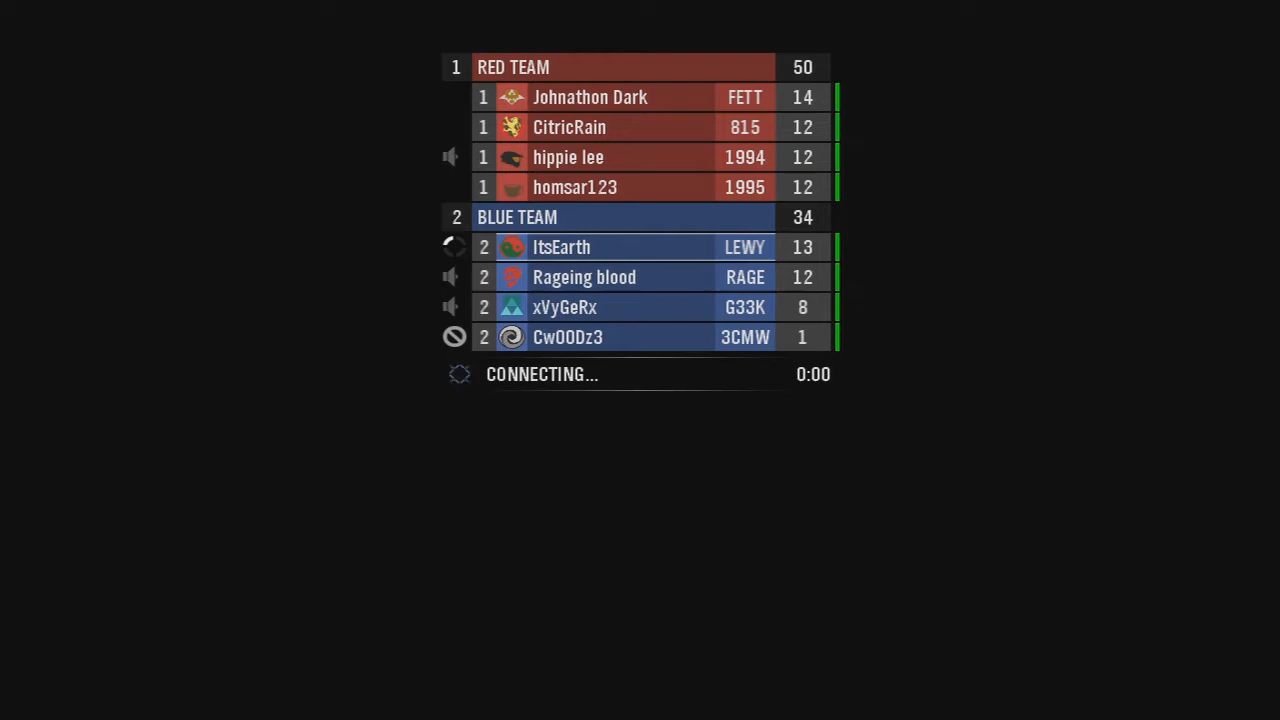 1 RED TEAM 50
1 Johnathon Dark FETT 14
1 CitricRain 815 12
1 hippie lee 1994 12
1 homsar123 1995 12
2 BLUE TEAM 34
2 ItsEarth LEWY 13
2 Rageing blood RAGE 12
2 xVyGeRx G33K 8
2 CwOODz3 3CMW 1
CONNECTING... 0:00